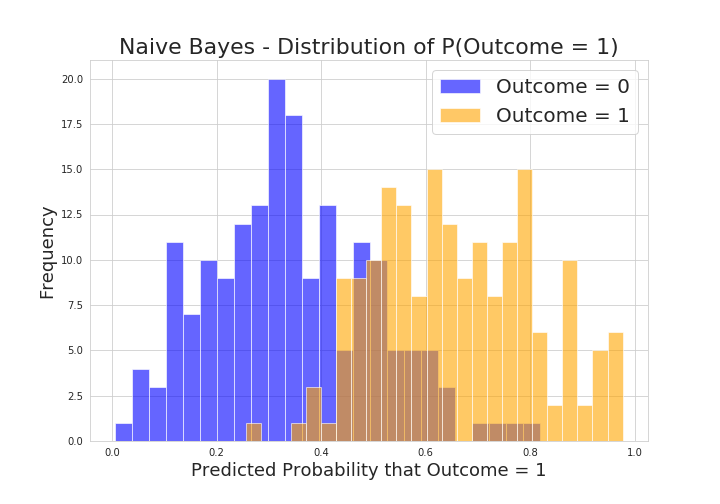 Naive Bayes - Distribution of P(Outcome = 1)
Outcome = 0
Outcome = 1
Frequency
20.0
17.5
15.0
12.5
10.0
7.5
5.0
2.5
0.0
0.0 0.2 0.4 0.6 0.8 1.0
Predicted Probability that Outcome = 1